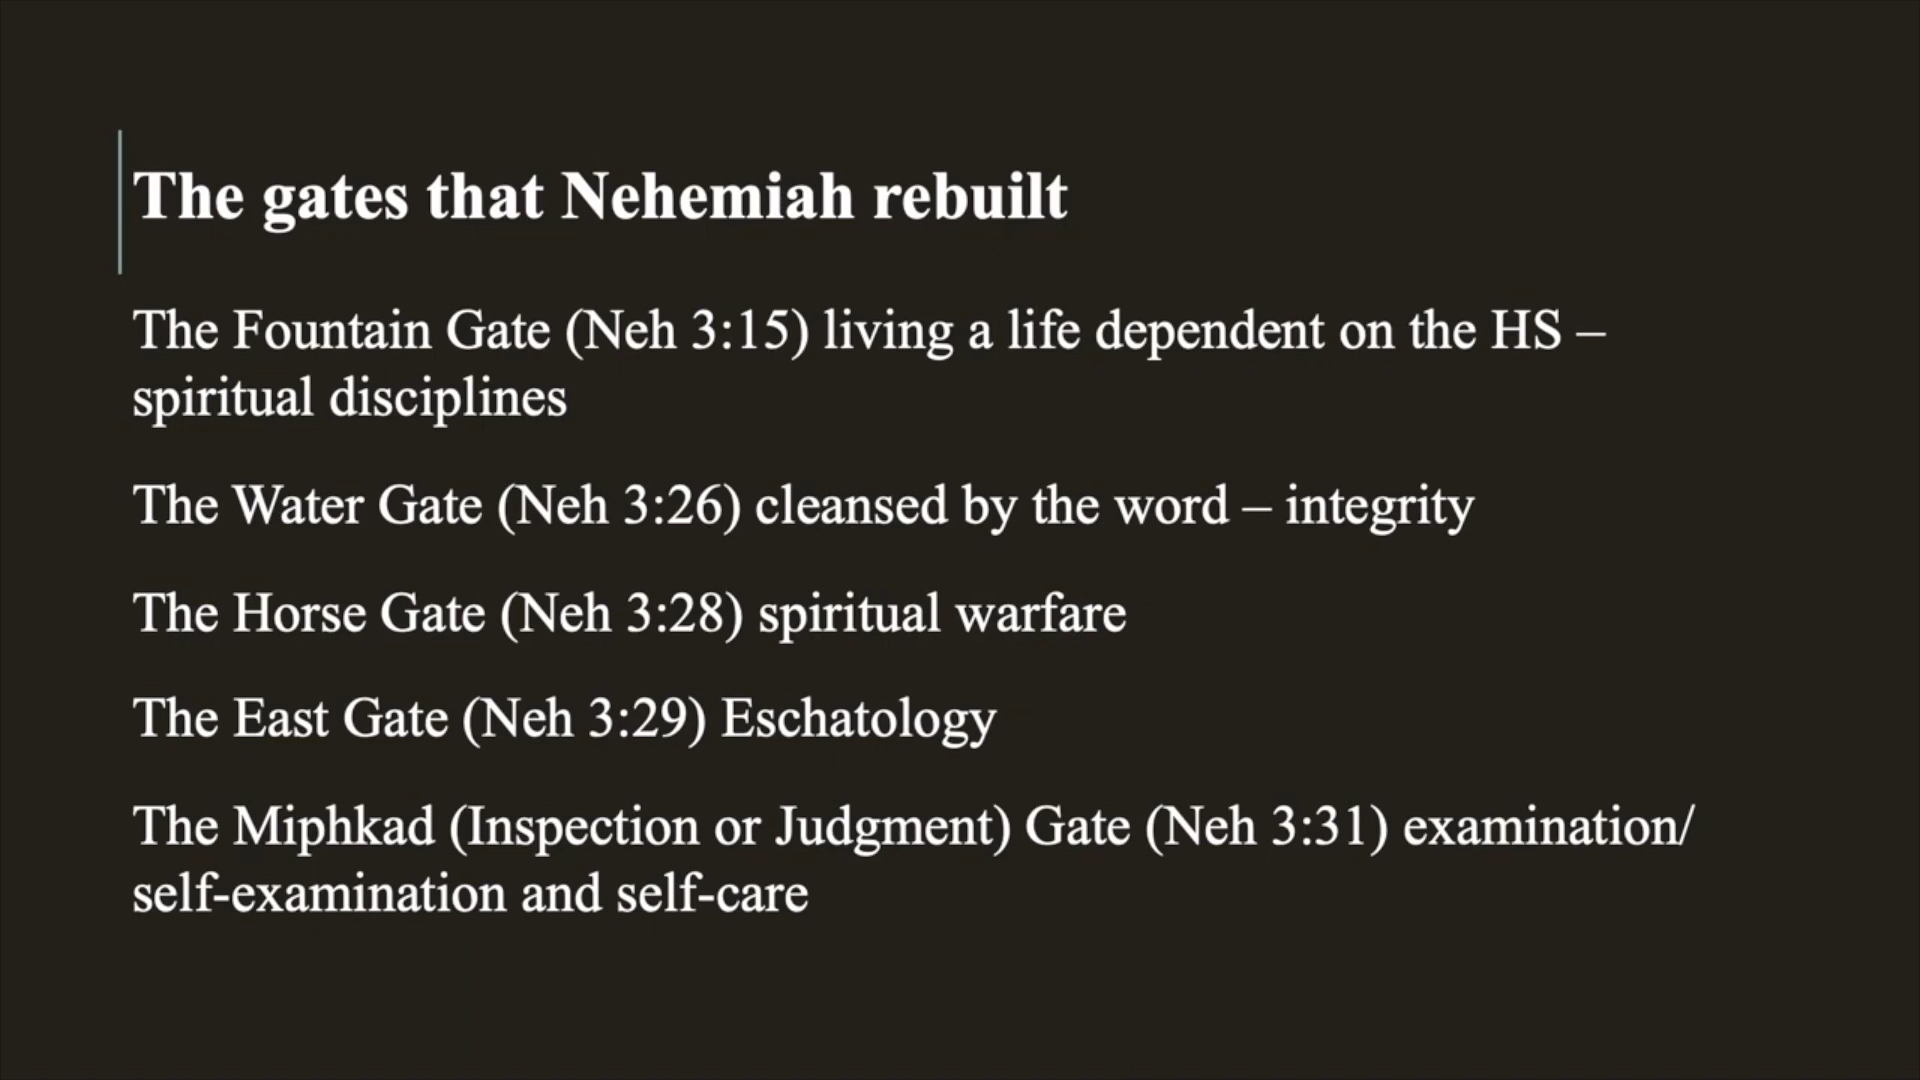 The gates that Nehemiah rebuilt
The Fountain Gate (Neh 3:15) living a life dependent on the HS –
spiritual disciplines
The Water Gate (Neh 3:26) cleansed by the word – integrity
The Horse Gate (Neh 3:28) spiritual warfare
The East Gate (Neh 3:29) Eschatology
The Miphkad (Inspection or Judgment) Gate (Neh 3:31) examination/
self-examination and self-care